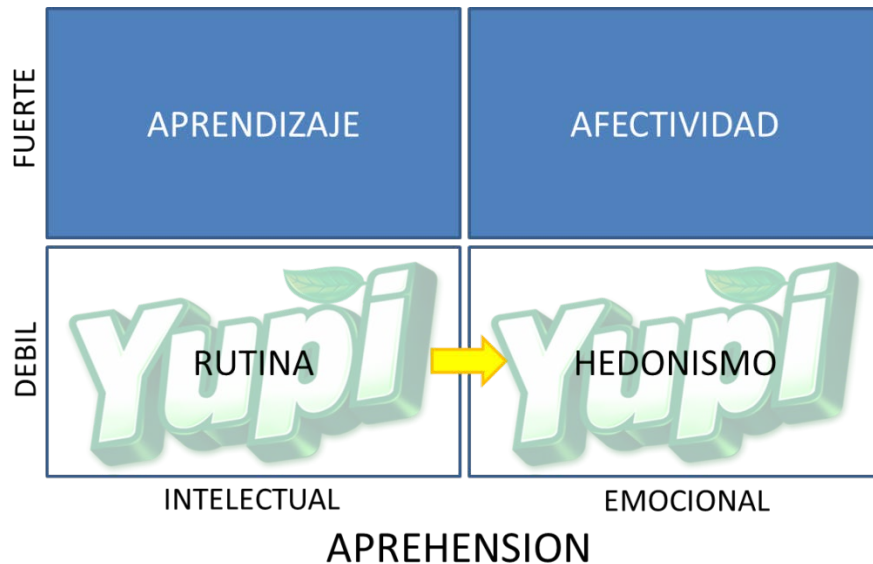 FUERTE
APRENDIZAJE
AFECTIVIDAD
DEBIL
Yupi
RUTINA
Yupi
HEDONISMO
INTELECTUAL
EMOCIONAL
APREHENSION